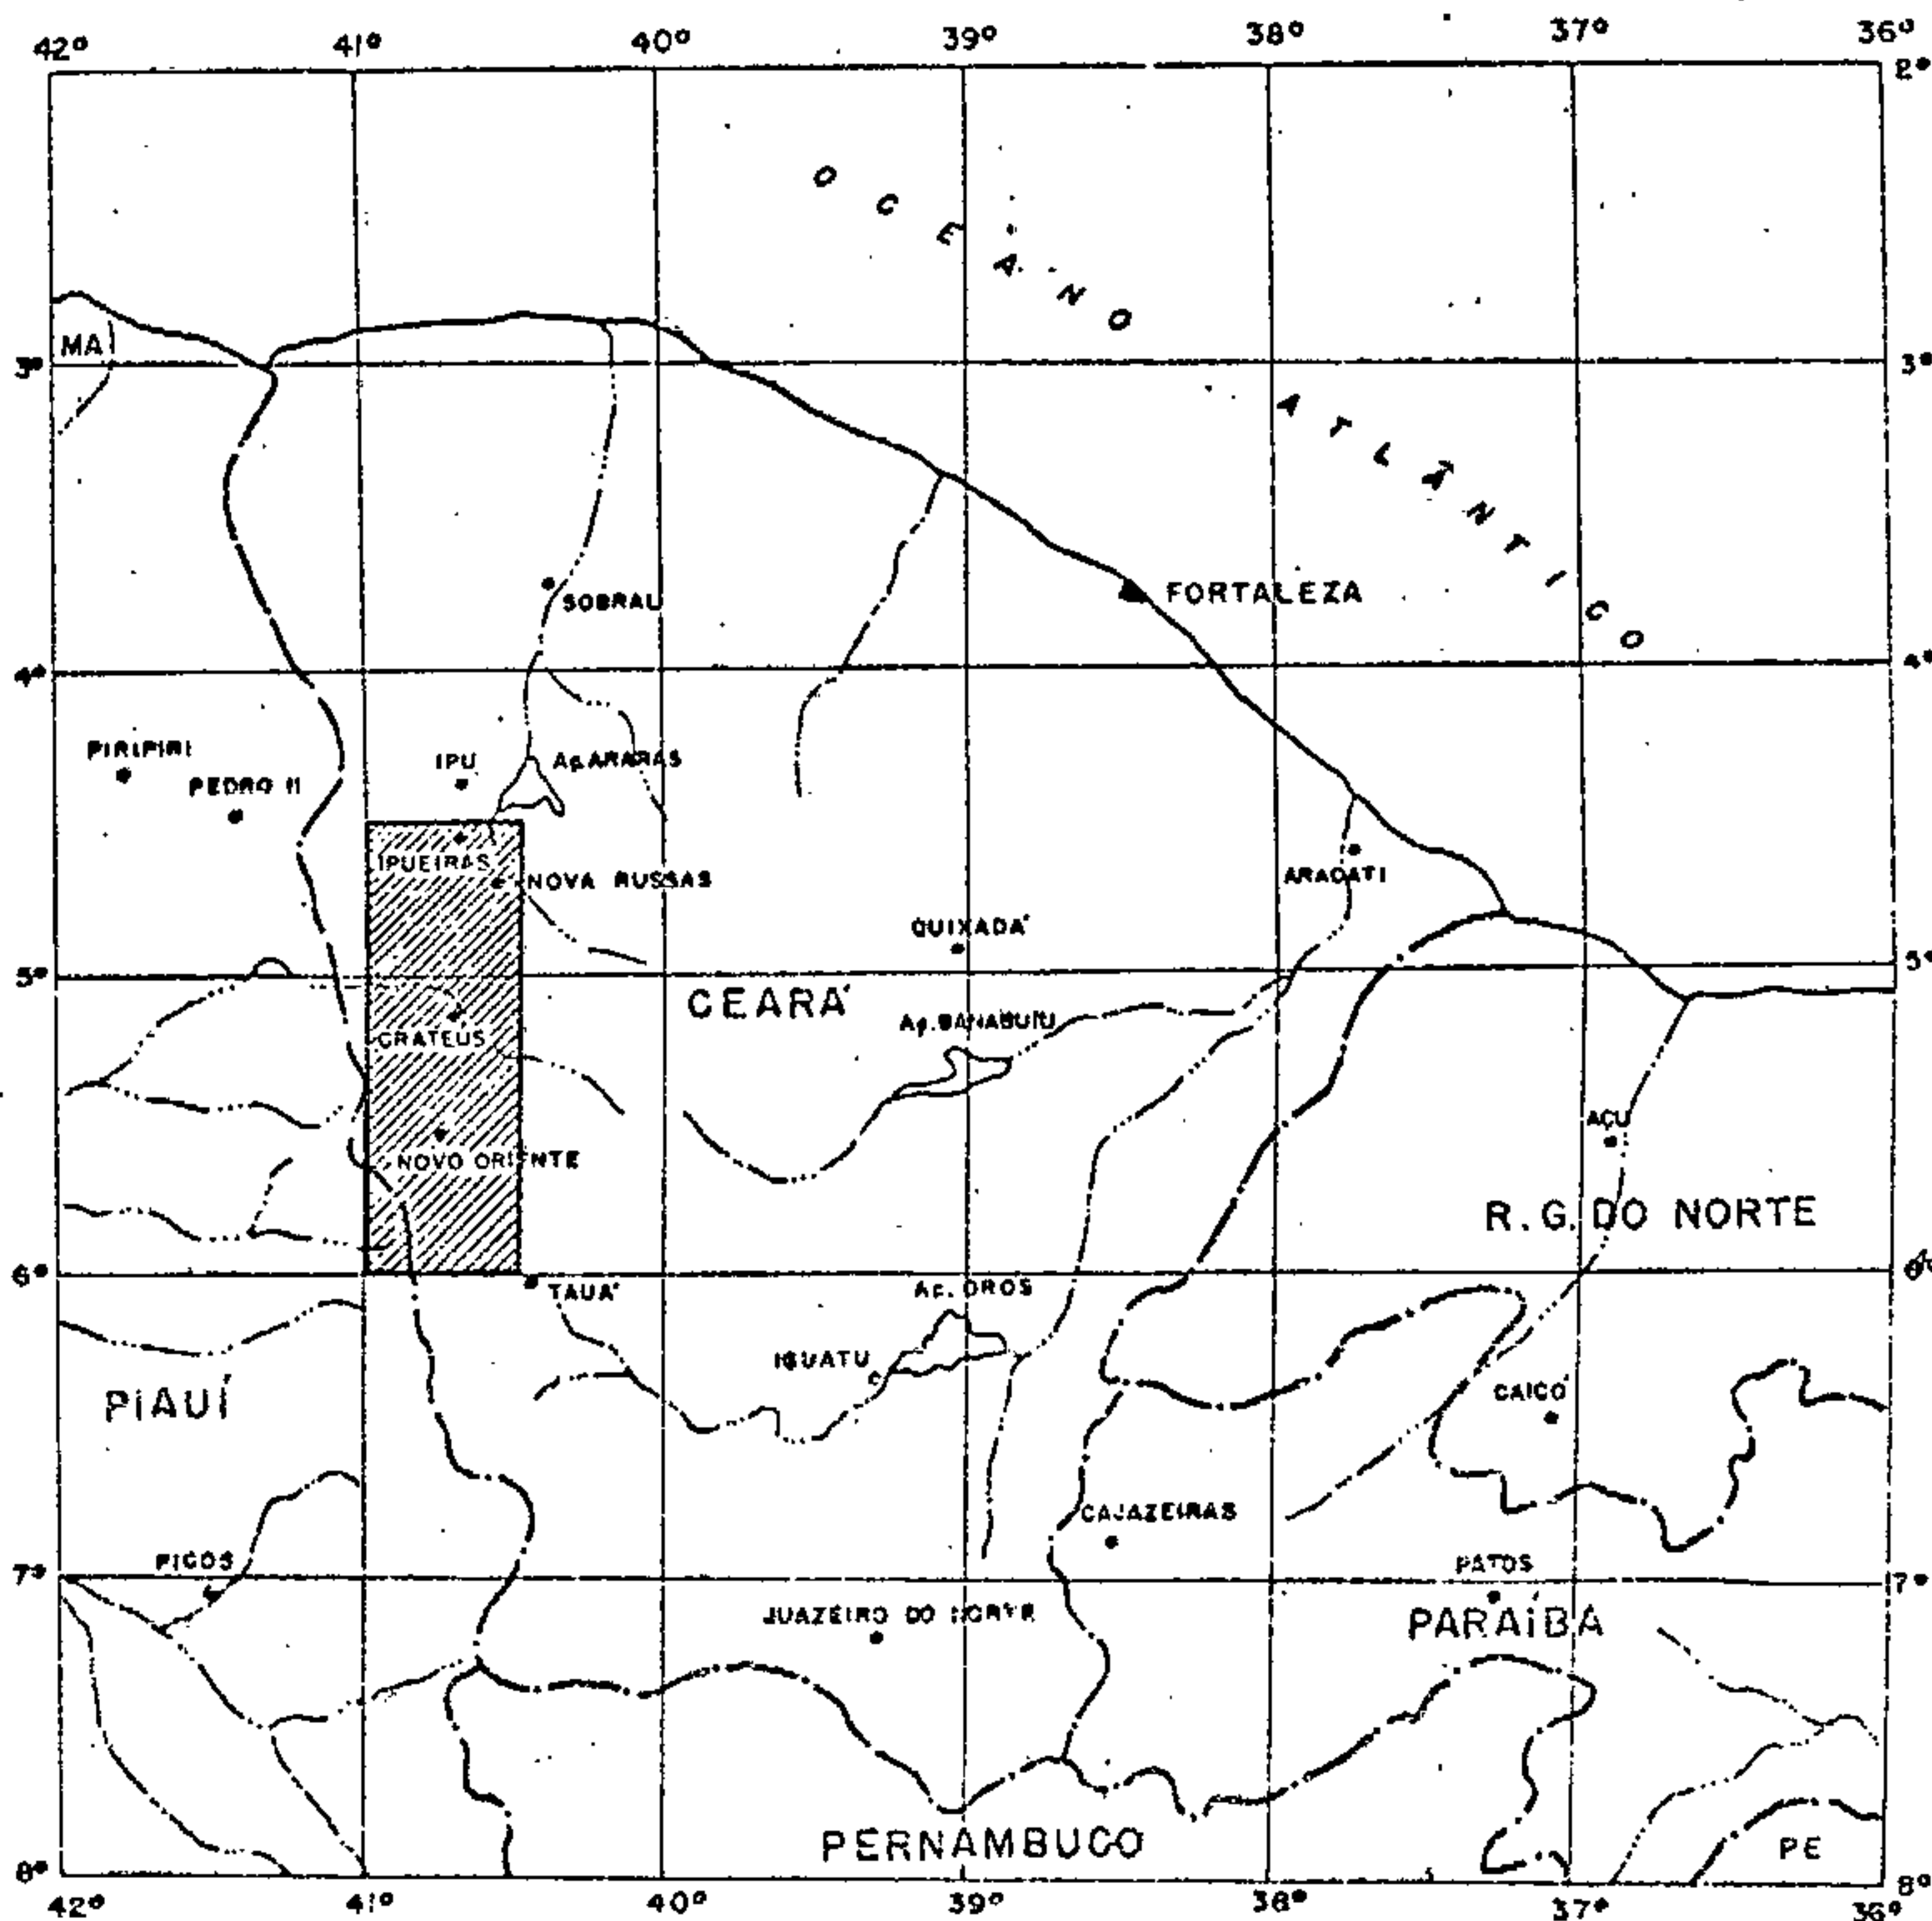 42° 41° 40° 39° 38° 37° 36°
2°
OCEANO
MA
3° 3°
ATLÂNTICO
SOBRAL
FORTALEZA
4° 4°
PIRIPIRI
PEDRO II
IPU
Aç. ARARAS
IPUEIRAS
NOVA RUSSAS
ARACATI
QUIXADÁ
5° 5°
CEARÁ
Aç. BANABUIU
CRATEÚS
AÇU
NOVO ORIENTE
R. G. DO NORTE
6° 6°
TAUÁ
Aç. OROS
IGUATU
PIAUÍ
CAICÓ
CAJAZEIRAS
PICOS
PATOS
7° 7°
JUAZEIRO DO NORTE
PARAÍBA
PERNAMBUCO
PE
8° 8°
42° 41° 40° 39° 38° 37° 36°